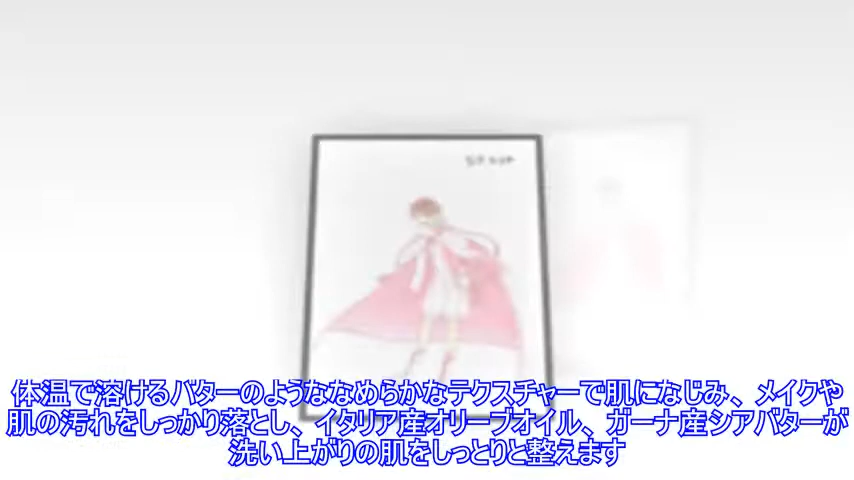 体温で溶けるバターのようななめらかなテクスチャーで肌になじみ、メイクや
肌の汚れをしっかり落とし、イタリア産オリーブオイル、ガーナ産シアバターが
洗い上がりの肌をしっとりと整えます